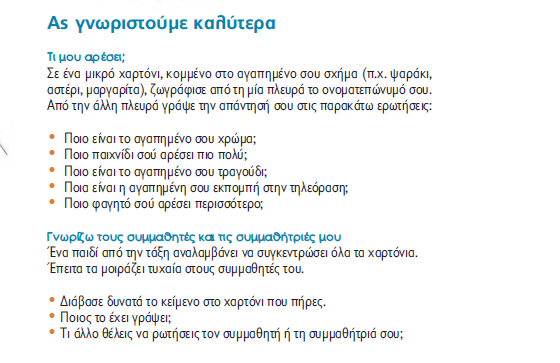 Ας γνωριστούμε καλύτερα
Τι μου αρέσει;
Σε ένα μικρό χαρτόνι, κομμένο στο αγαπημένο σου σχήμα (π.χ. ψαράκι,
αστέρι, μαργαρίτα), ζωγράφισε από τη μία πλευρά το ονοματεπώνυμό σου.
Από την άλλη πλευρά γράψε την απάντησή σου στις παρακάτω ερωτήσεις:
• Ποιο είναι το αγαπημένο σου χρώμα;
• Ποιο παιχνίδι σού αρέσει πιο πολύ;
• Ποιο είναι το αγαπημένο σου τραγούδι;
• Ποια είναι η αγαπημένη σου εκπομπή στην τηλεόραση;
• Ποιο φαγητό σού αρέσει περισσότερο;
Γνωρίζω τους συμμαθητές και τις συμμαθήτριές μου
Ένα παιδί από την τάξη αναλαμβάνει να συγκεντρώσει όλα τα χαρτόνια.
Έπειτα τα μοιράζει τυχαία στους συμμαθητές του.
• Διάβασε δυνατά το κείμενο στο χαρτόνι που πήρες.
• Ποιος το έχει γράψει;
• Τι άλλο θέλεις να ρωτήσεις τον συμμαθητή ή τη συμμαθήτριά σου;